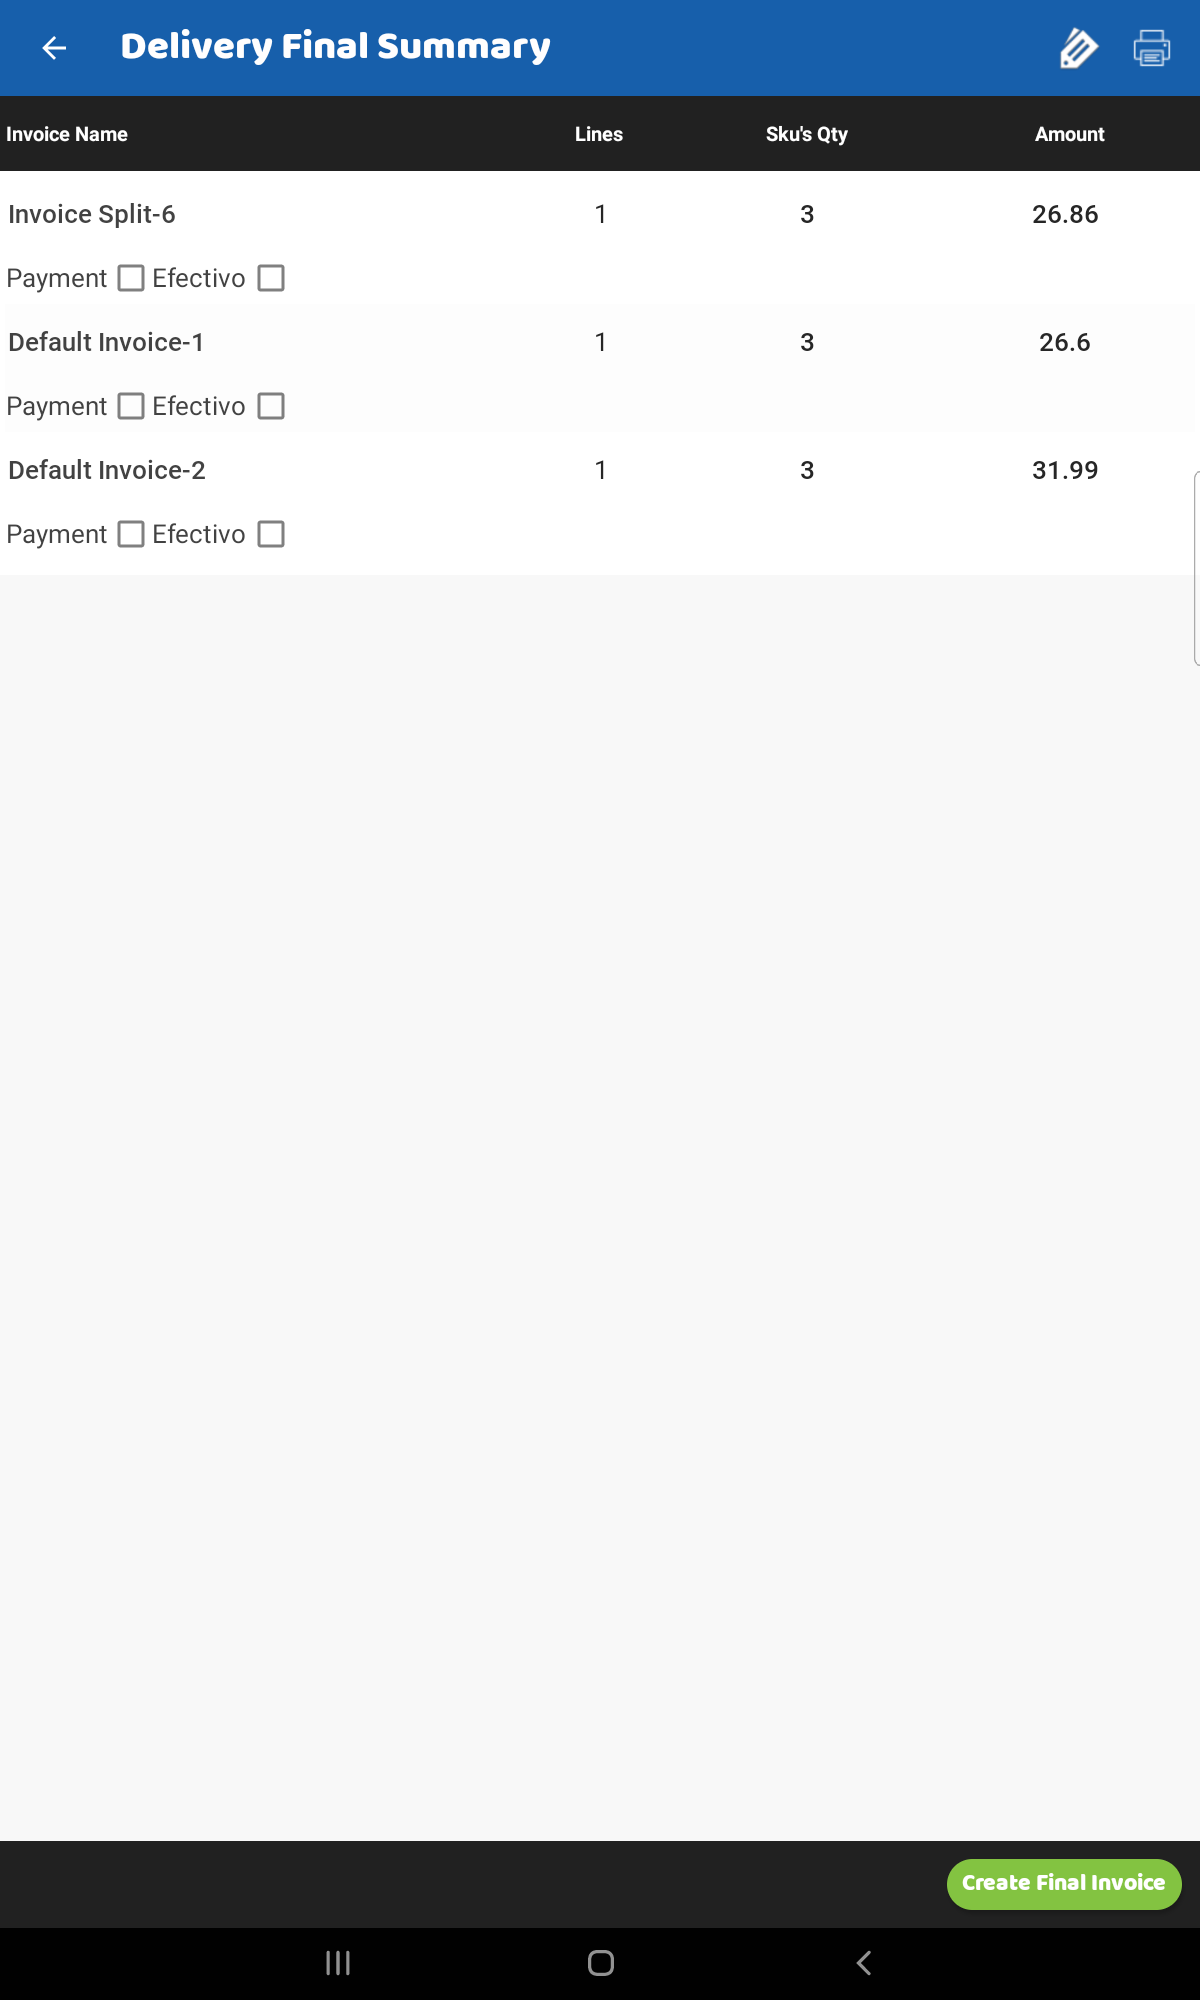 Delivery Final Summary
Invoice Name Lines Sku's Qty Amount
Invoice Split-6 1 3 26.86
Payment Efectivo
Default Invoice-1 1 3 26.6
Payment Efectivo
Default Invoice-2 1 3 31.99
Payment Efectivo
Create Final Invoice